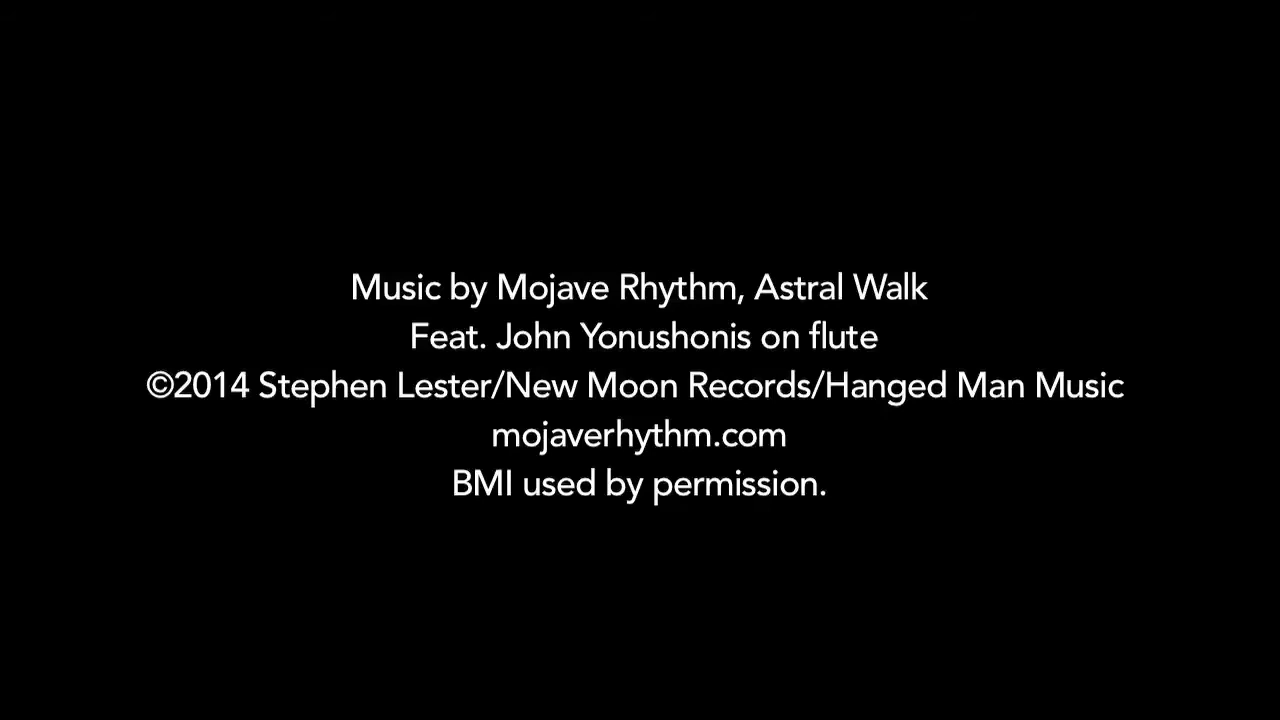 Music by Mojave Rhythm, Astral Walk
Feat. John Yonushonis on flute
©2014 Stephen Lester/New Moon Records/Hanged Man Music
mojaverhythm.com
BMI used by permission.